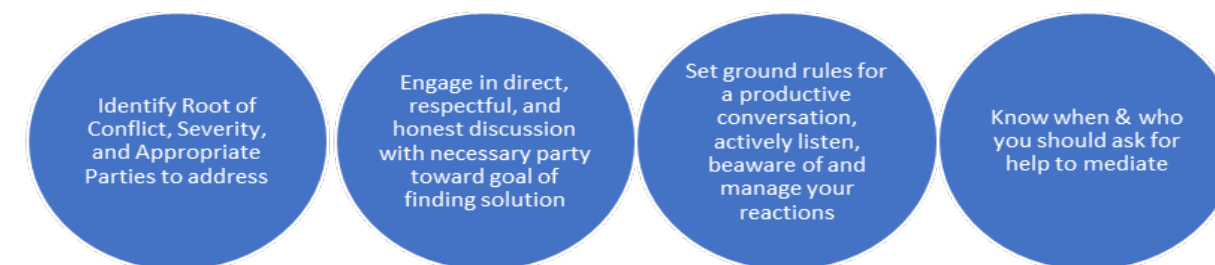 Identify Root of
Conflict, Severity,
and Appropriate
Parties to address
Engage in direct,
respectful, and
honest discussion
with necessary party
toward goal of
finding solution
Set ground rules for
a productive
conversation,
actively listen,
beaware of and
manage your
reactions
Know when & who
you should ask for
help to mediate